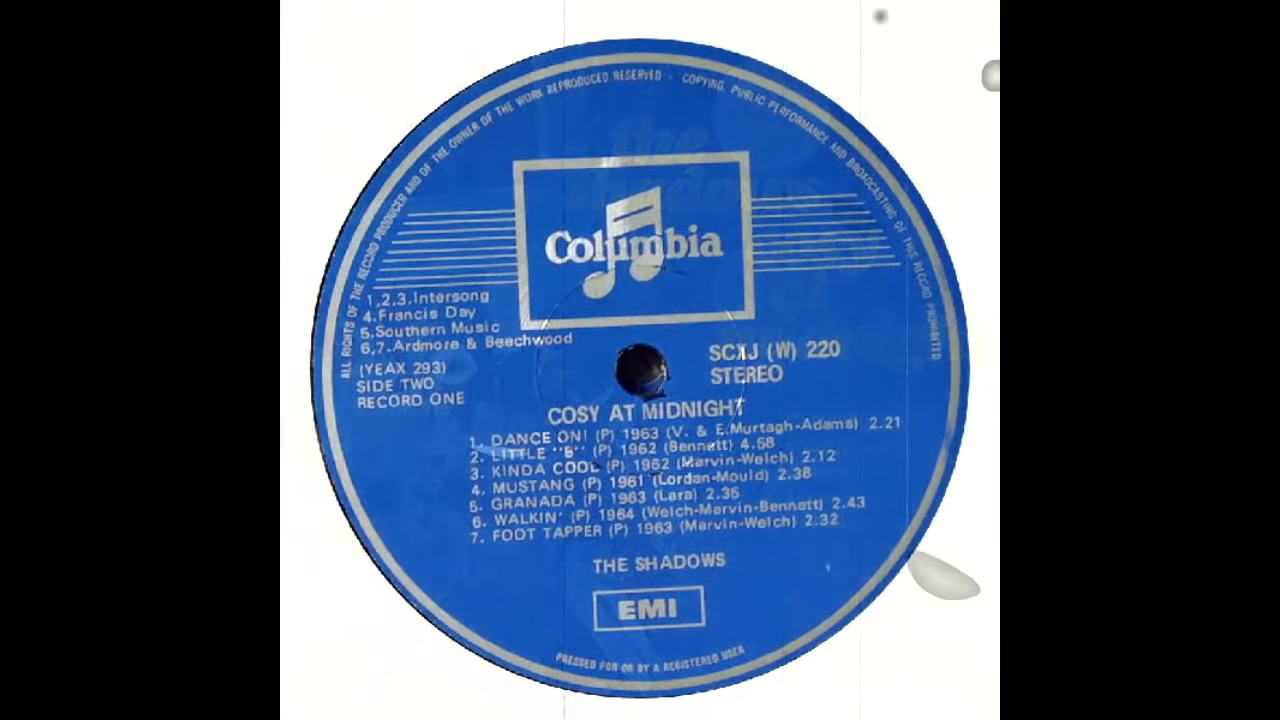 ALL RIGHTS OF THE RECORD PRODUCER AND OF THE OWNER OF THE WORK REPRODUCED RESERVED · COPYING, PUBLIC PERFORMANCE AND BROADCASTING OF THIS RECORD PROHIBITED
Columbia
1,2,3.Intersong
4.Francis Day
5.Southern Music
6,7.Ardmore & Beechwood
(YEAX 293)
SIDE TWO
RECORD ONE
SCXJ (W) 220
STEREO
COSY AT MIDNIGHT
1. DANCE ON! (P) 1963 (V. & E.Murtagh-Adams) 2.21
2. LITTLE "B" (P) 1962 (Bennett) 4.58
3. KINDA COOL (P) 1962 (Marvin-Welch) 2.12
4. MUSTANG (P) 1961 (Lordan-Mould) 2.38
5. GRANADA (P) 1963 (Lara) 2.35
6. WALKIN' (P) 1964 (Welch-Marvin-Bennett) 2.43
7. FOOT TAPPER (P) 1963 (Marvin-Welch) 2.32
THE SHADOWS
EMI
PRESSED FOR OR BY A REGISTERED USER